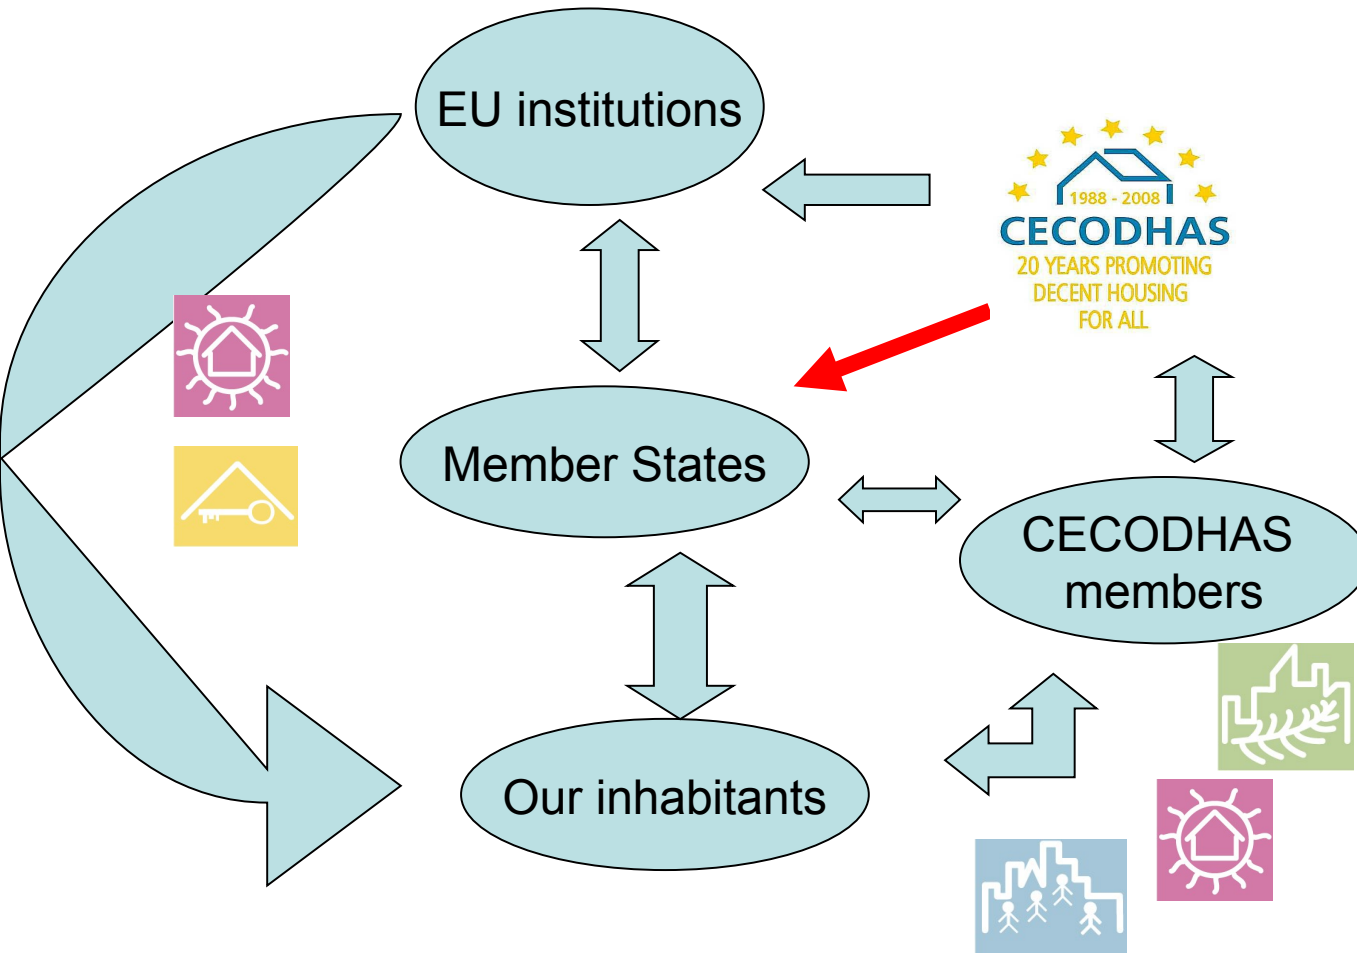 EU institutions
1988 - 2008
CECODHAS
20 YEARS PROMOTING
DECENT HOUSING
FOR ALL
Member States
CECODHAS
members
Our inhabitants